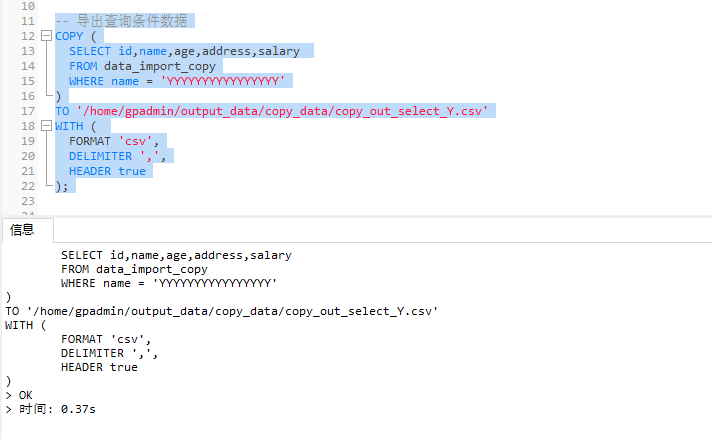 10
11 -- 导出查询条件数据
12 COPY (
13 SELECT id,name,age,address,salary
14 FROM data_import_copy
15 WHERE name = 'YYYYYYYYYYYYYYYY'
16 )
17 TO '/home/gpadmin/output_data/copy_data/copy_out_select_Y.csv'
18 WITH (
19 FORMAT 'csv',
20 DELIMITER ',',
21 HEADER true
22 );
23
信息
SELECT id,name,age,address,salary
FROM data_import_copy
WHERE name = 'YYYYYYYYYYYYYYYY'
)
TO '/home/gpadmin/output_data/copy_data/copy_out_select_Y.csv'
WITH (
FORMAT 'csv',
DELIMITER ',',
HEADER true
)
> OK
> 时间: 0.37s